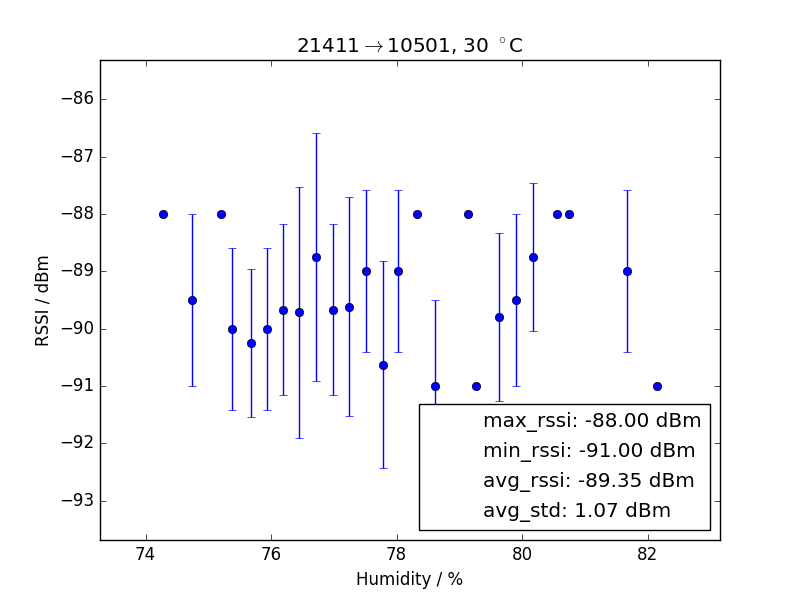 21411→10501, 30 °C
RSSI / dBm
−86
−87
−88
−89
−90
−91
−92
−93
max_rssi: -88.00 dBm
min_rssi: -91.00 dBm
avg_rssi: -89.35 dBm
avg_std: 1.07 dBm
74 76 78 80 82
Humidity / %